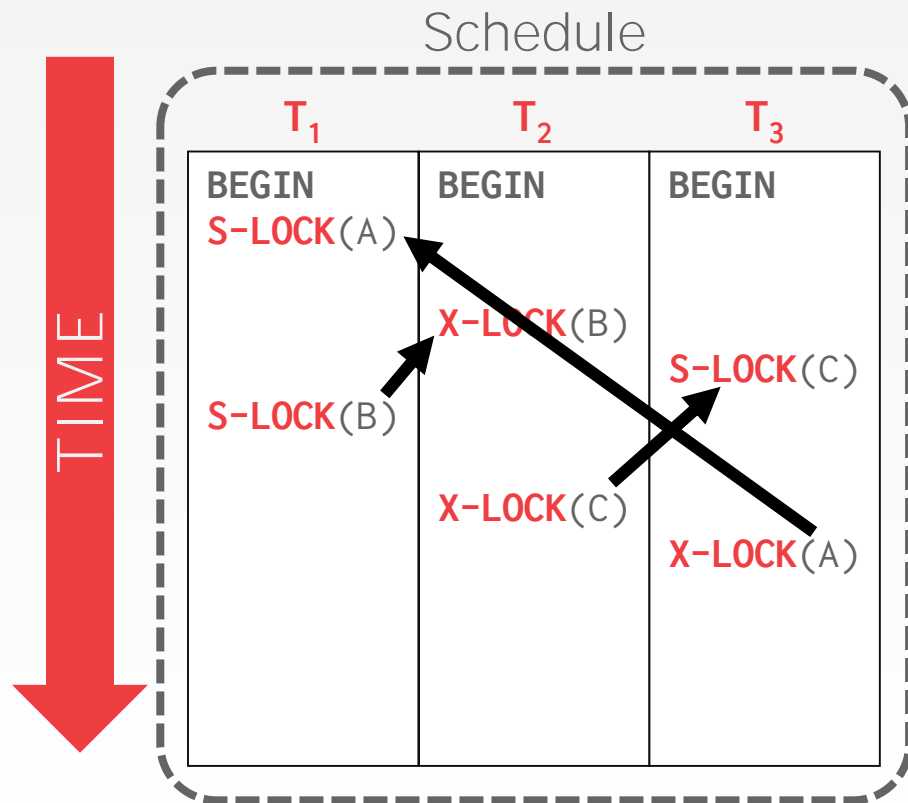 Schedule
TIME
T1 T2 T3
BEGIN BEGIN BEGIN
S-LOCK(A)
X-LOCK(B)
S-LOCK(C)
S-LOCK(B)
X-LOCK(C)
X-LOCK(A)